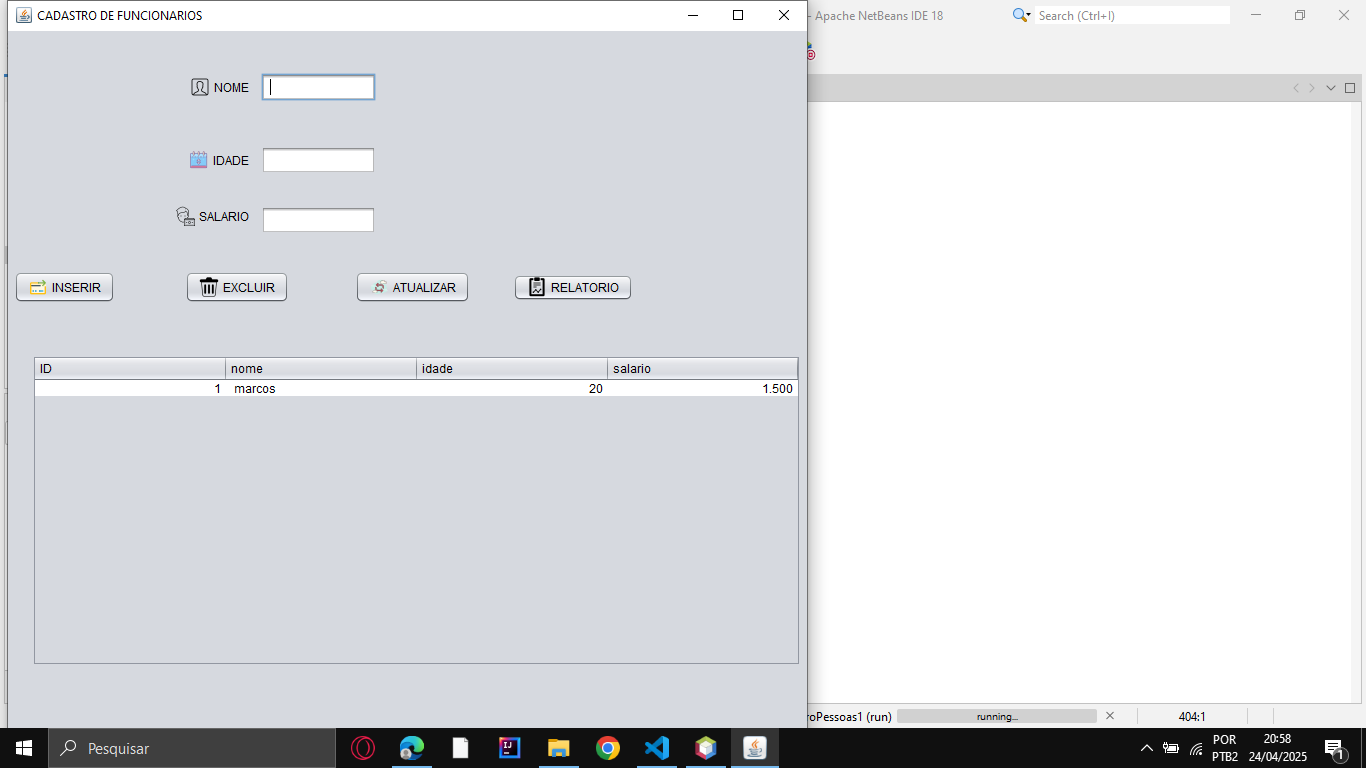 CADASTRO DE FUNCIONARIOS
- Apache NetBeans IDE 18
Search (Ctrl+I)
NOME
IDADE
SALARIO
INSERIR
EXCLUIR
ATUALIZAR
RELATORIO
ID nome idade salario
1 marcos 20 1.500
roPessoas1 (run)
running...
404:1
Pesquisar
POR
PTB2
20:58
24/04/2025
1